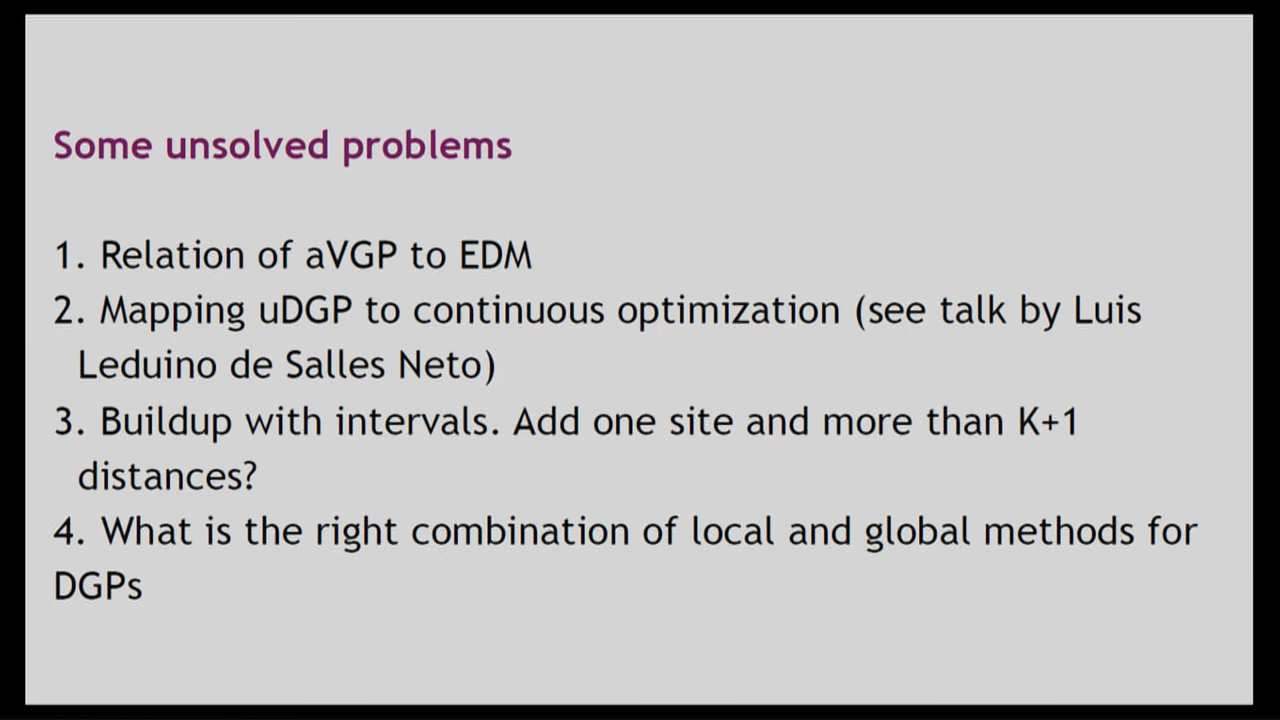 Some unsolved problems
1. Relation of aVGP to EDM
2. Mapping uDGP to continuous optimization (see talk by Luis
Leduino de Salles Neto)
3. Buildup with intervals. Add one site and more than K+1
distances?
4. What is the right combination of local and global methods for
DGPs